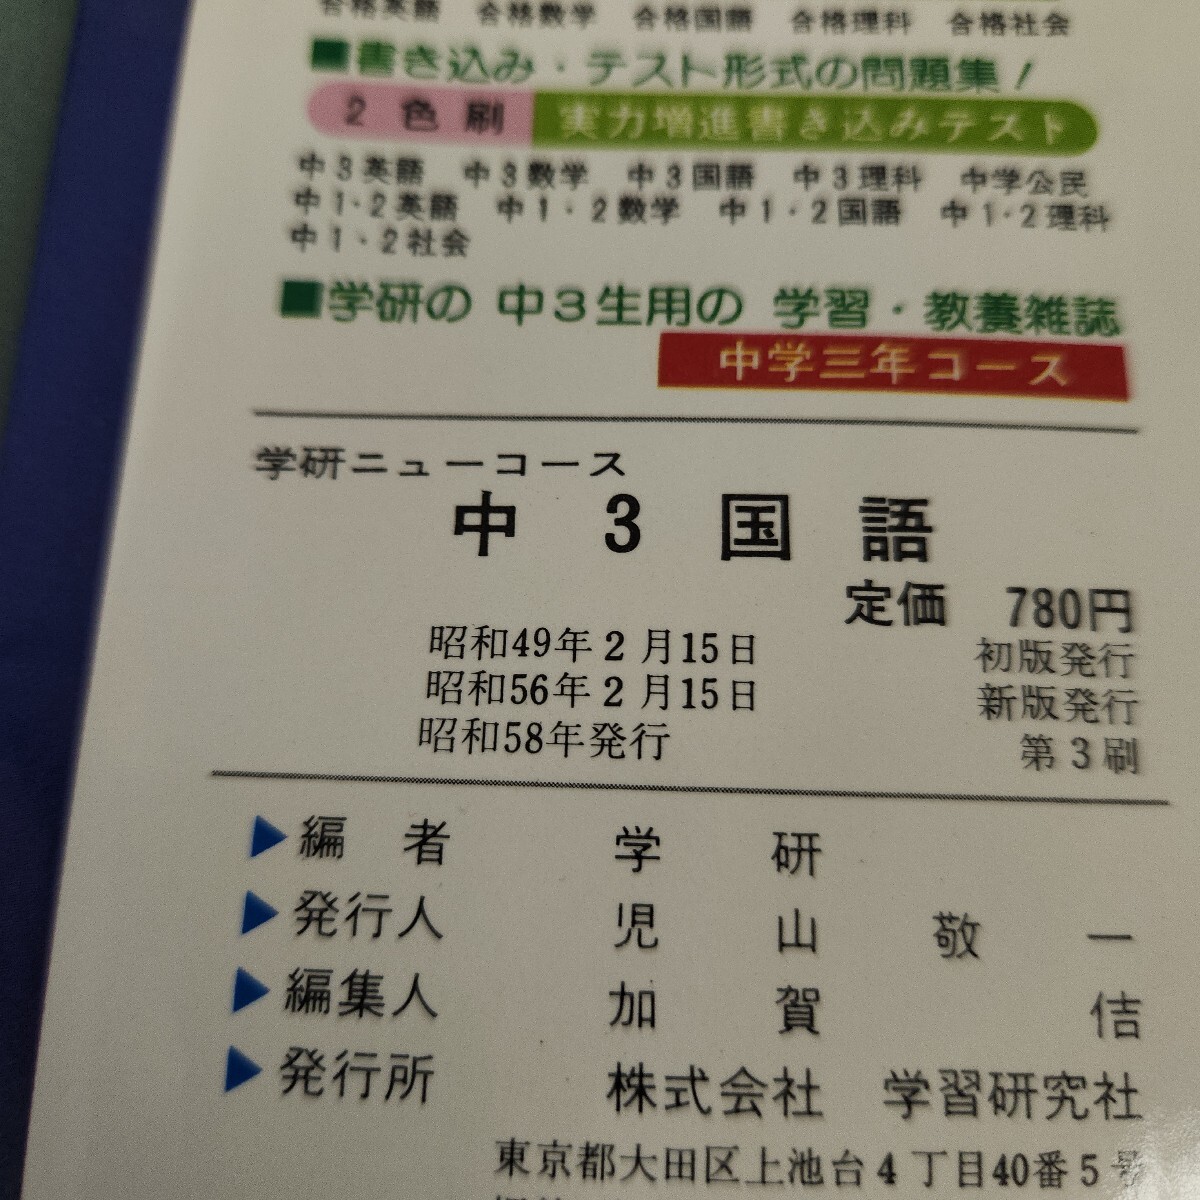 合格英語 合格数学 合格国語 合格理科 合格社会
■書き込み・テスト形式の問題集!
2色刷 実力増進書き込みテスト
中3英語 中3数学 中3国語 中3理科 中学公民
中1・2英語 中1・2数学 中1・2国語 中1・2理科
中1・2社会
■学研の 中3生用の 学習・教養雑誌
中学三年コース
学研ニューコース
中3国語
定価 780円
昭和49年2月15日 初版発行
昭和56年2月15日 新版発行
昭和58年発行 第3刷
▶編者 学研
▶発行人 児山敬一
▶編集人 加賀佶
▶発行所 株式会社 学習研究社
東京都大田区上池台4丁目40番5号